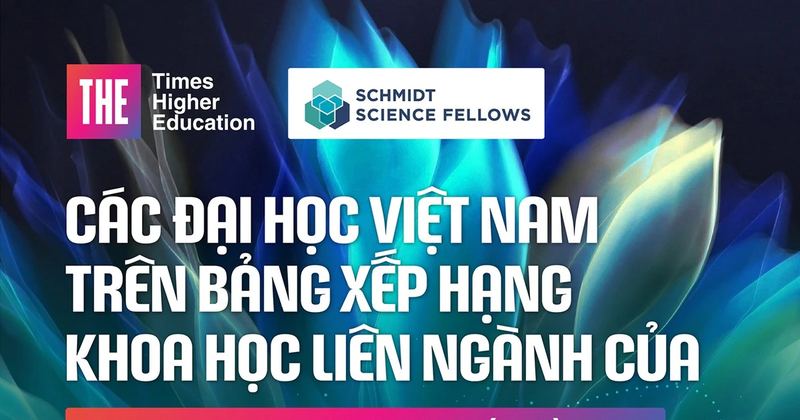 THE
Times
Higher
Education
SCHMIDT
SCIENCE FELLOWS
CÁC ĐẠI HỌC VIỆT NAM
TRÊN BẢNG XẾP HẠNG
KHOA HỌC LIÊN NGÀNH CỦA